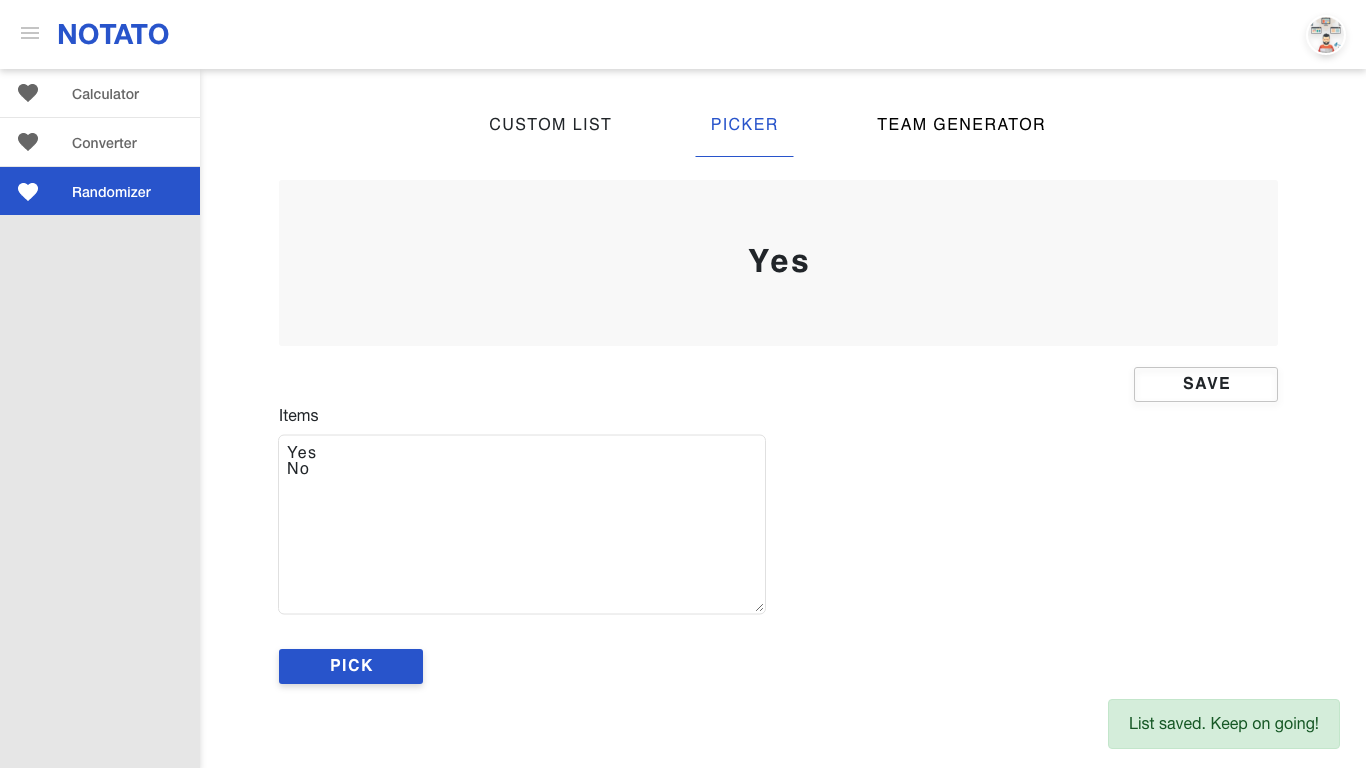 NOTATO
Calculator
Converter
Randomizer
CUSTOM LIST
PICKER
TEAM GENERATOR
Yes
SAVE
Items
Yes
No
PICK
List saved. Keep on going!